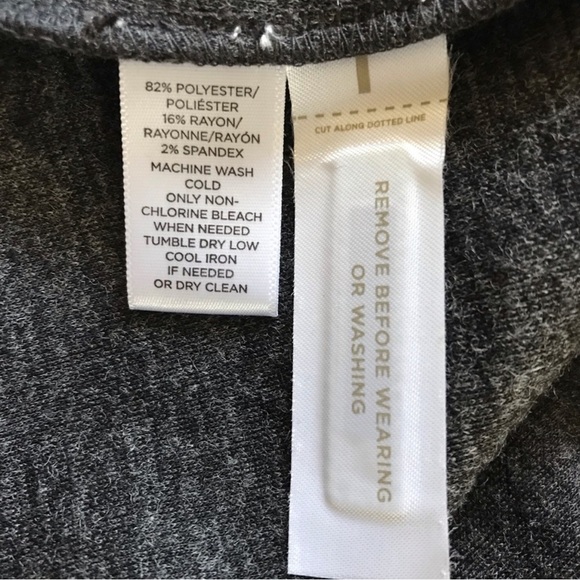 82% POLYESTER/
POLIÉSTER
16% RAYON/
RAYONNE/RAYÓN
2% SPANDEX
MACHINE WASH
COLD
ONLY NON-
CHLORINE BLEACH
WHEN NEEDED
TUMBLE DRY LOW
COOL IRON
IF NEEDED
OR DRY CLEAN
CUT ALONG DOTTED LINE
REMOVE BEFORE WEARING
OR WASHING